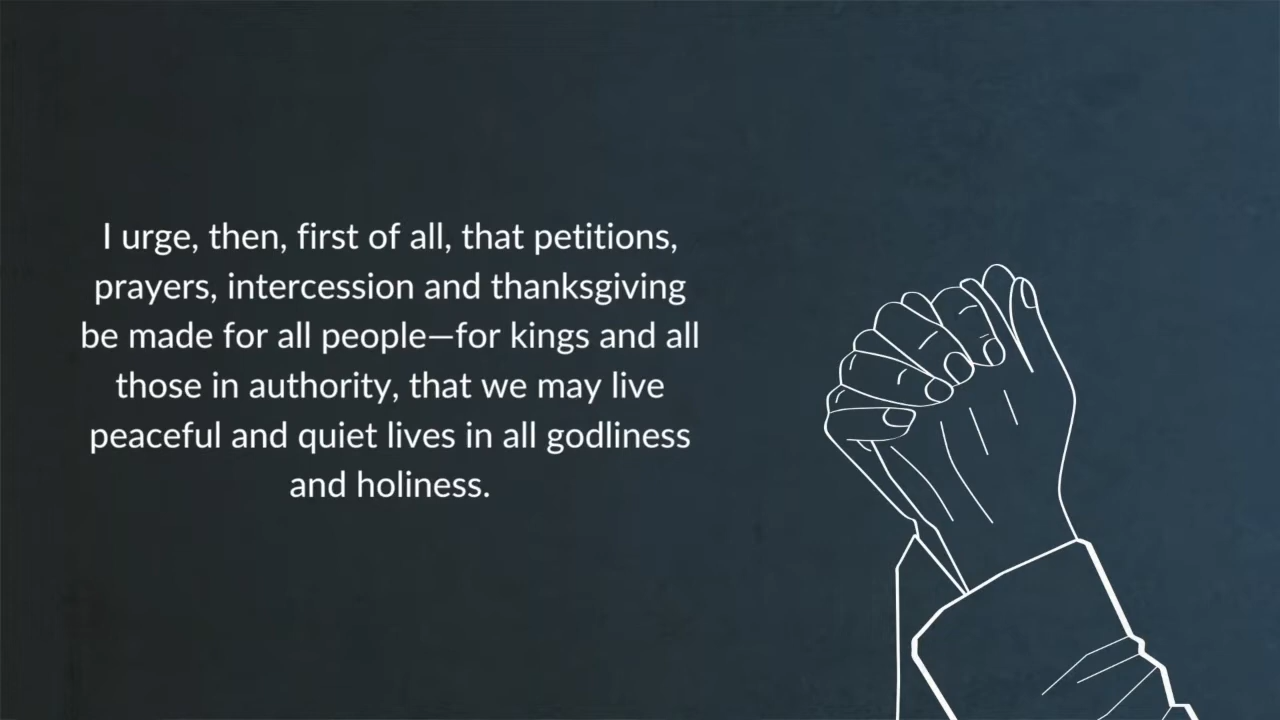 I urge, then, first of all, that petitions,
prayers, intercession and thanksgiving
be made for all people—for kings and all
those in authority, that we may live
peaceful and quiet lives in all godliness
and holiness.